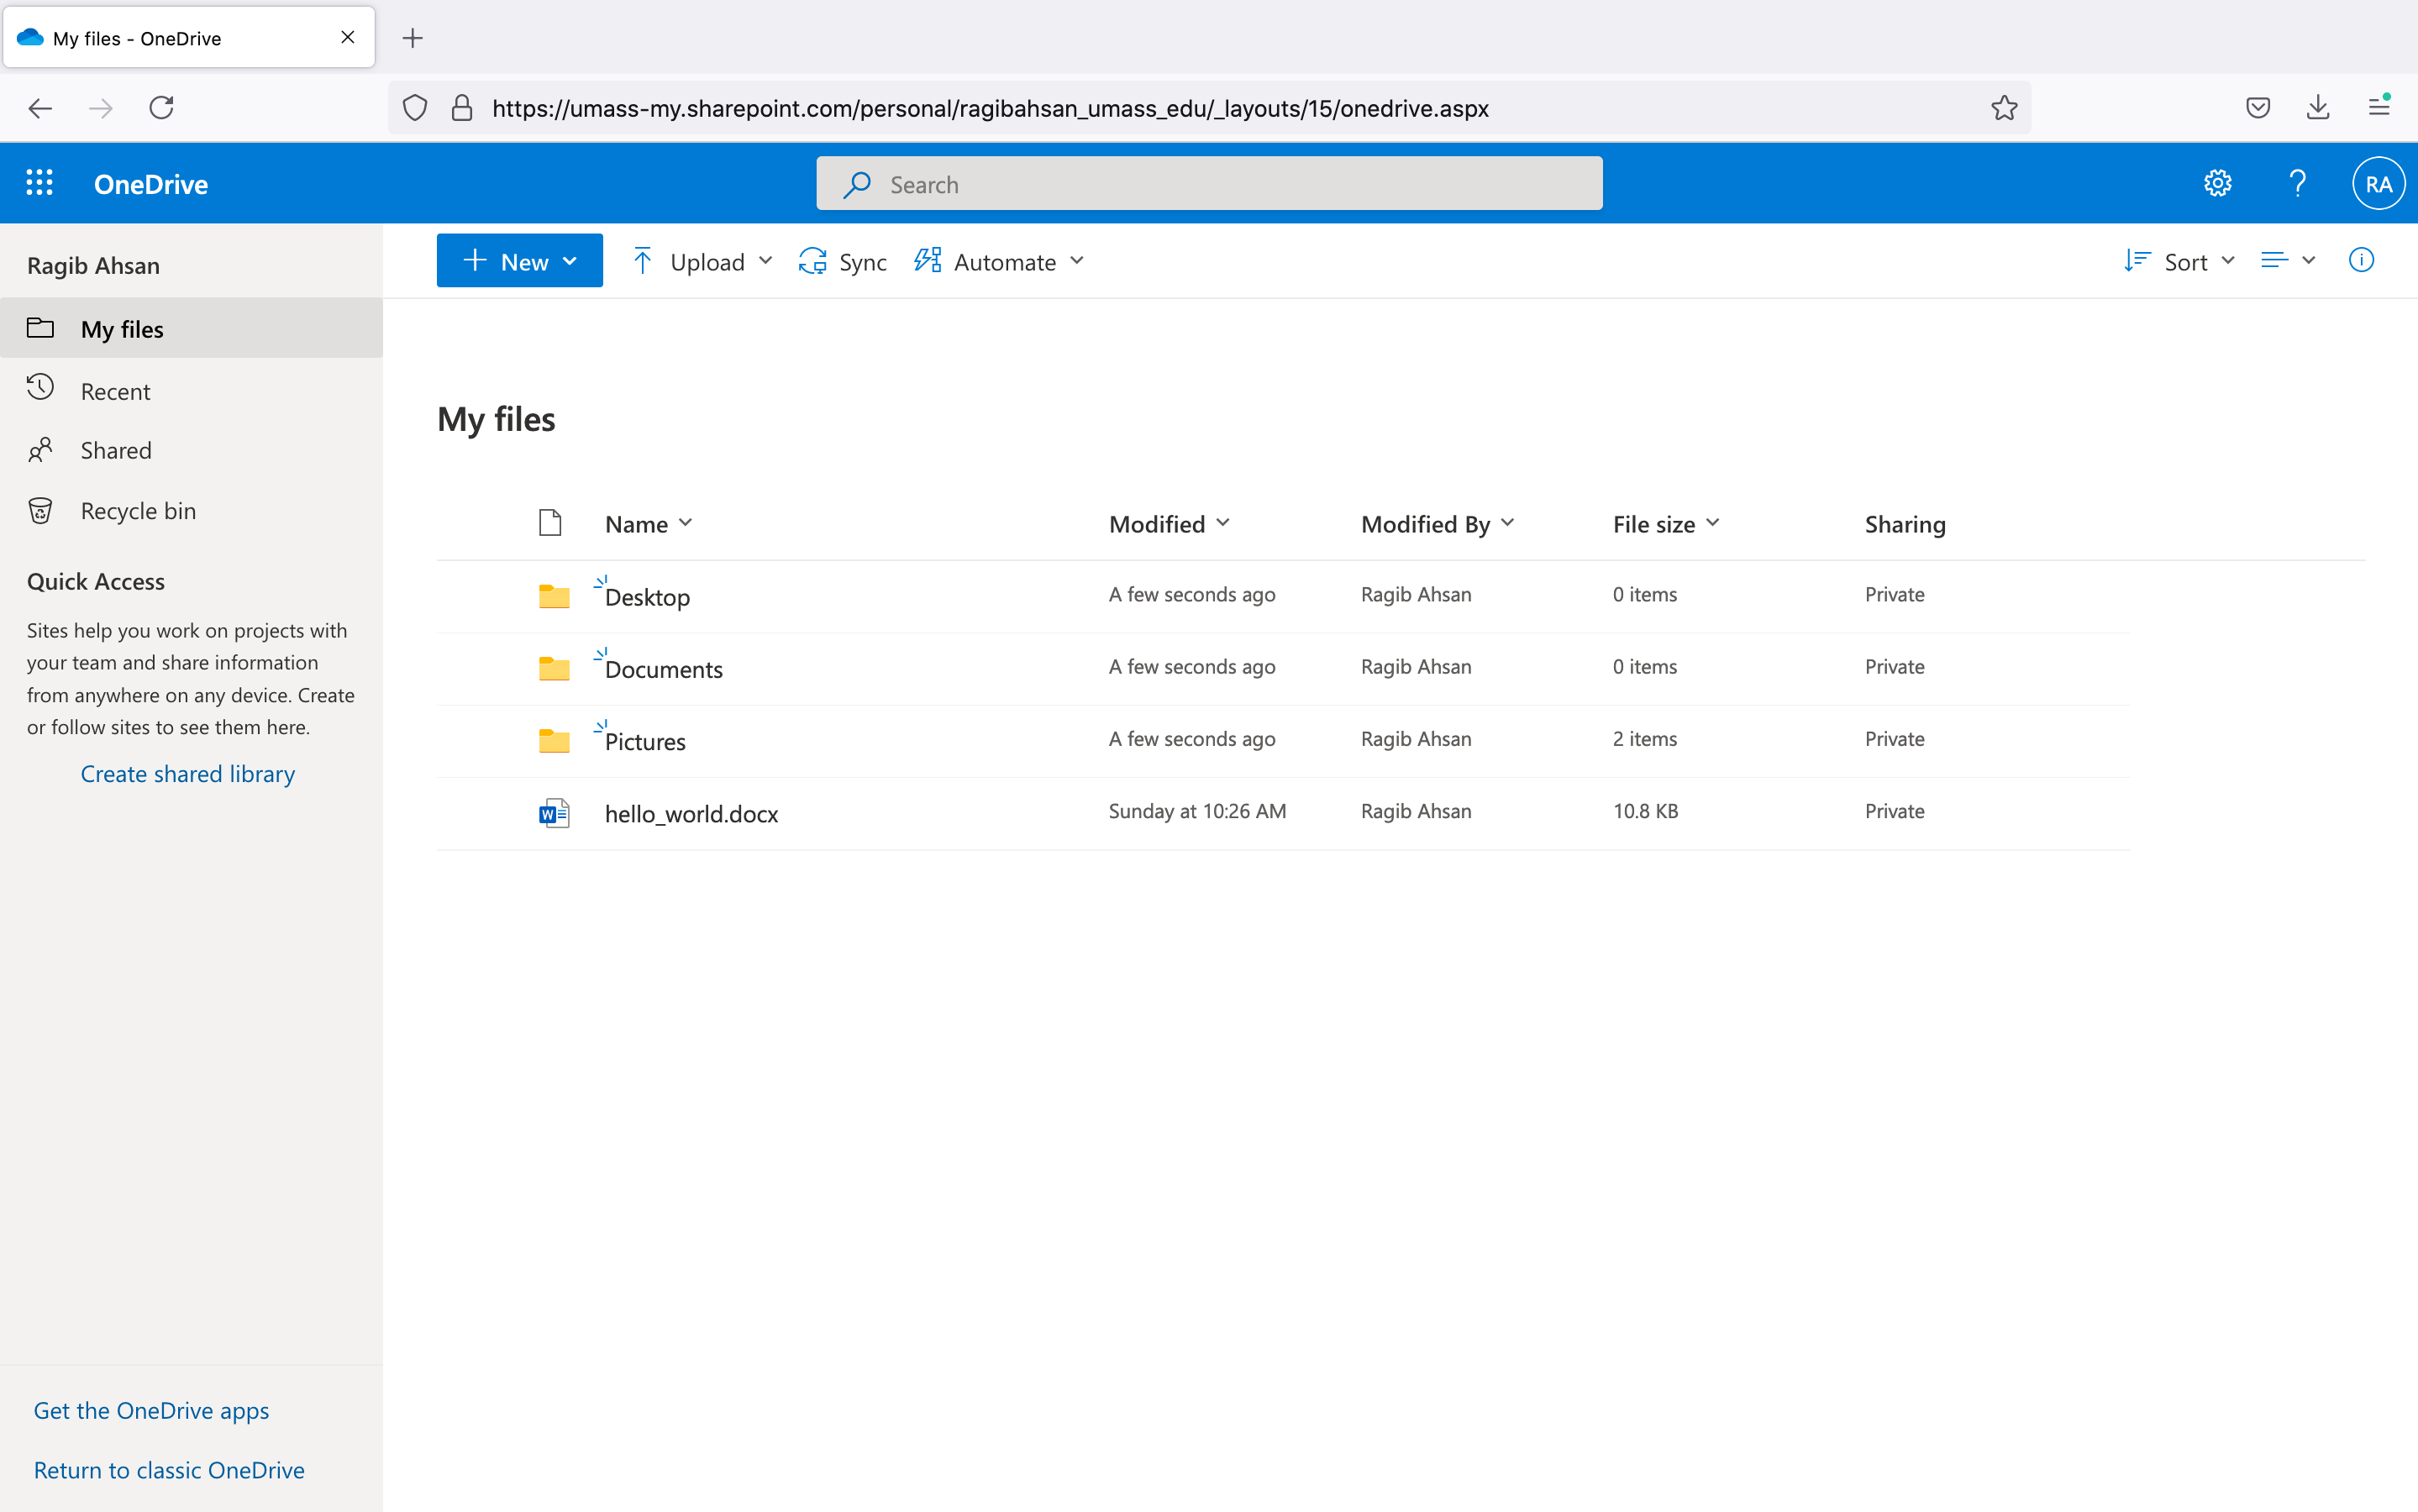 My files - OneDrive
https://umass-my.sharepoint.com/personal/ragibahsan_umass_edu/_layouts/15/onedrive.aspx
OneDrive
Search
RA
Ragib Ahsan
New
Upload
Sync
Automate
Sort
My files
Recent
Shared
Recycle bin
Quick Access
Sites help you work on projects with
your team and share information
from anywhere on any device. Create
or follow sites to see them here.
Create shared library
Get the OneDrive apps
Return to classic OneDrive
My files
Name Modified Modified By File size Sharing
Desktop A few seconds ago Ragib Ahsan 0 items Private
Documents A few seconds ago Ragib Ahsan 0 items Private
Pictures A few seconds ago Ragib Ahsan 2 items Private
W hello_world.docx Sunday at 10:26 AM Ragib Ahsan 10.8 KB Private